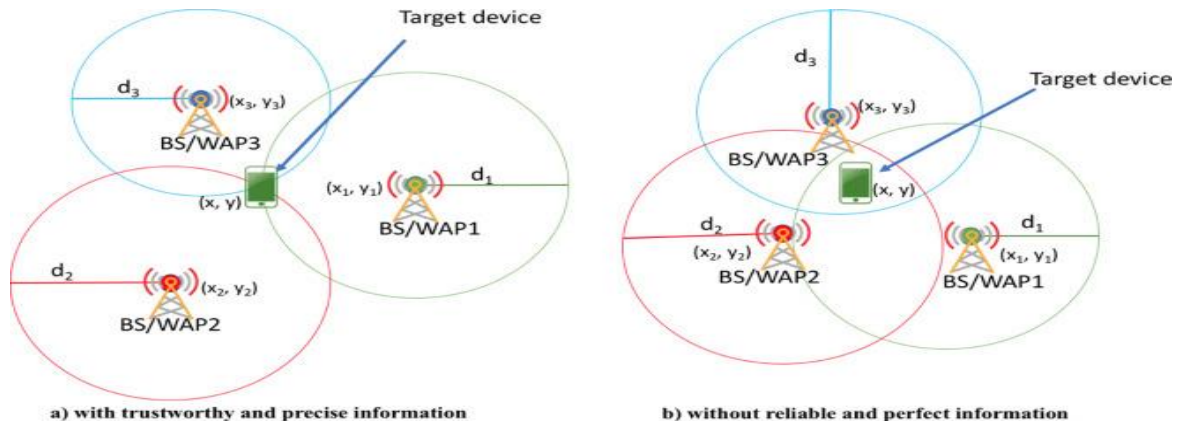 Target device
d₃
(x₃, y₃)
BS/WAP3
(x₁, y₁)
d₁
(x, y)
BS/WAP1
d₂
(x₂, y₂)
BS/WAP2
a) with trustworthy and precise information
d₃
Target device
(x₃, y₃)
BS/WAP3
(x, y)
d₂
d₁
(x₂, y₂)
(x₁, y₁)
BS/WAP2
BS/WAP1
b) without reliable and perfect information